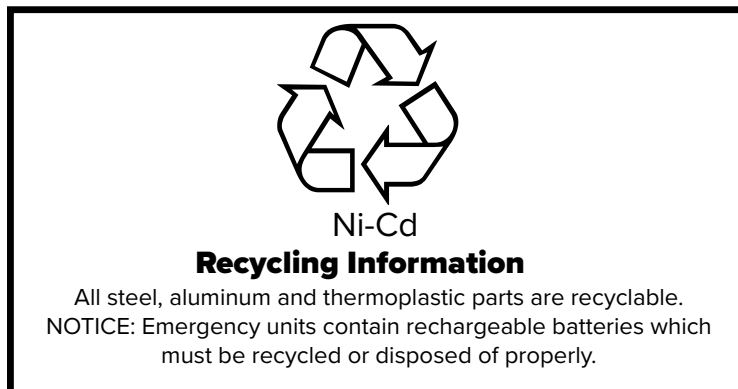 Ni-Cd
Recycling Information
All steel, aluminum and thermoplastic parts are recyclable.
NOTICE: Emergency units contain rechargeable batteries which
must be recycled or disposed of properly.